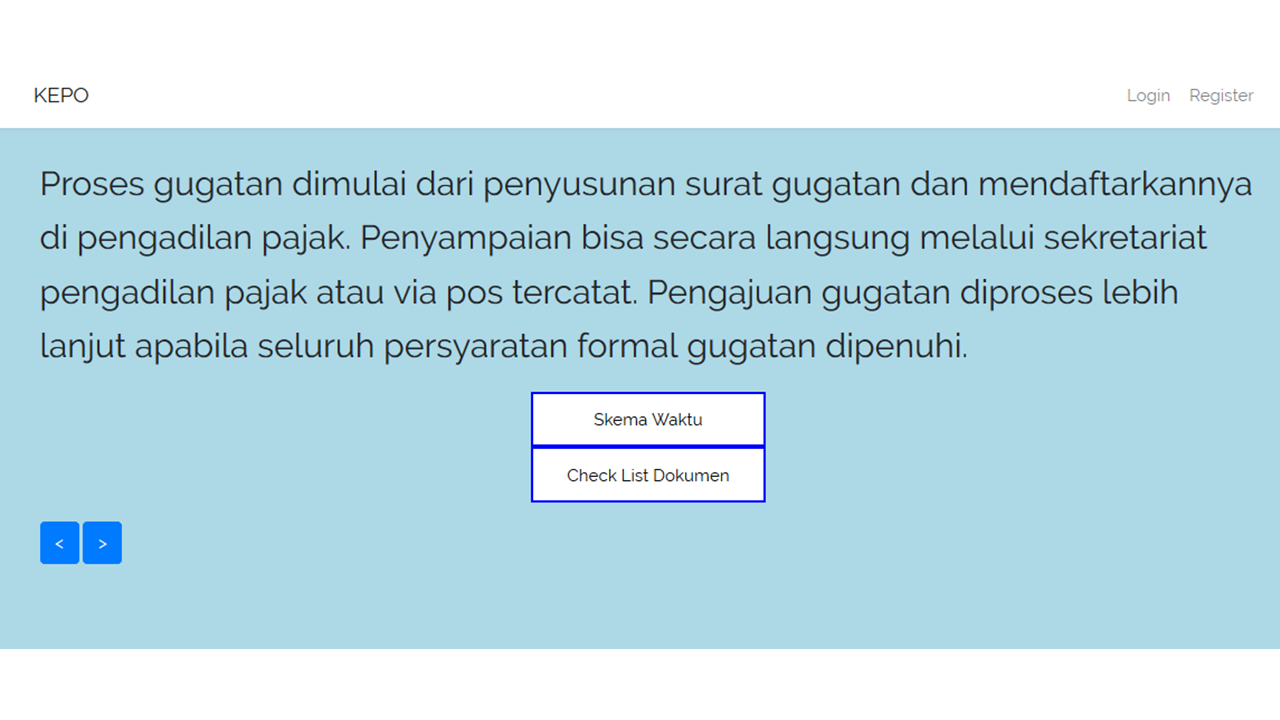 KEPO
Login Register
Proses gugatan dimulai dari penyusunan surat gugatan dan mendaftarkannya
di pengadilan pajak. Penyampaian bisa secara langsung melalui sekretariat
pengadilan pajak atau via pos tercatat. Pengajuan gugatan diproses lebih
lanjut apabila seluruh persyaratan formal gugatan dipenuhi.
Skema Waktu
Check List Dokumen
< >